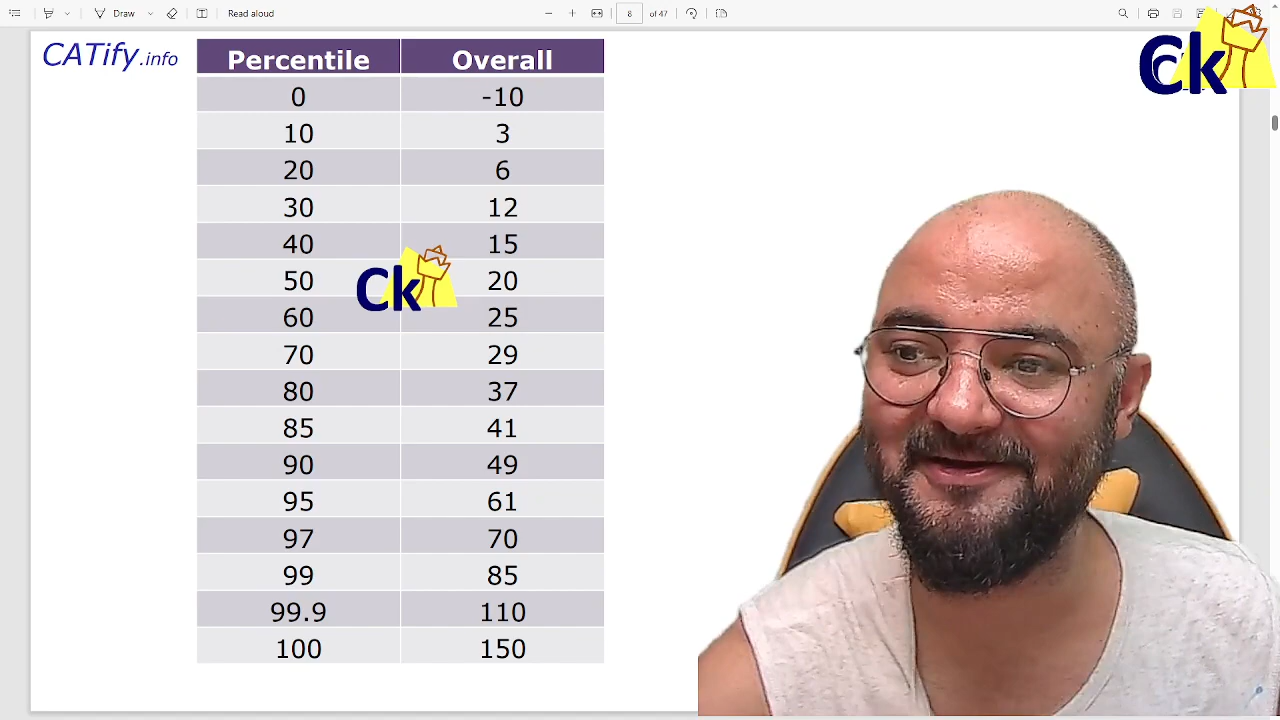 Draw
Read aloud
8 of 47
CATify.info
Ck
Percentile Overall
0 -10
10 3
20 6
30 12
40 15
50 20
60 25
70 29
80 37
85 41
90 49
95 61
97 70
99 85
99.9 110
100 150
Ck